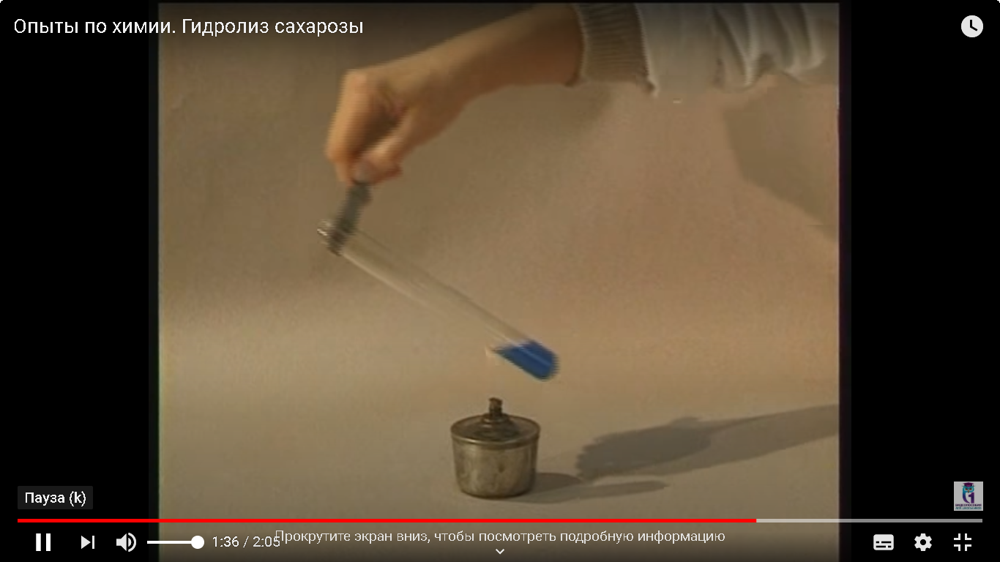 Опыты по химии. Гидролиз сахарозы
Пауза (k)
1:36 / 2:05
Прокрутите экран вниз, чтобы посмотреть подробную информацию